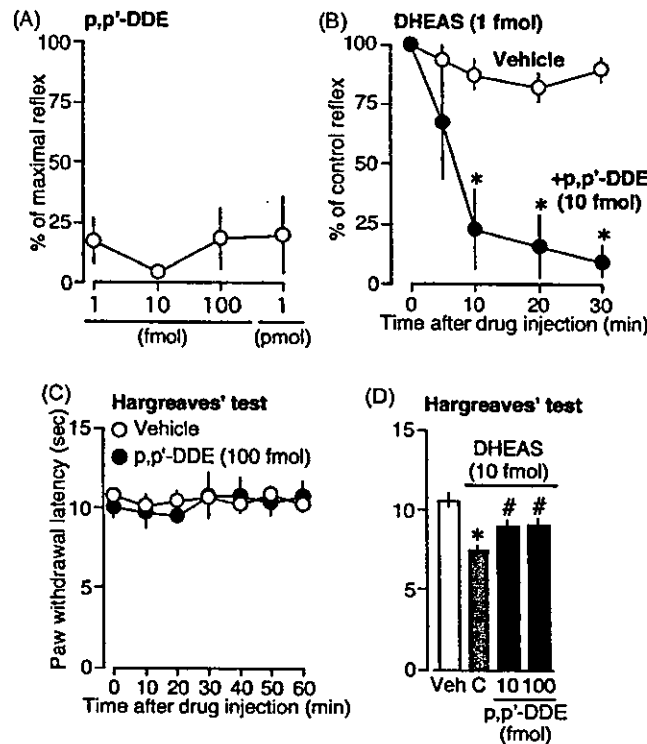 (A) p,p'-DDE
% of maximal reflex
100
75
50
25
0
1 10 100 1
(fmol) (pmol)
(B) DHEAS (1 fmol)
% of control reflex
100
75
50
25
0
Vehicle
+p,p'-DDE
(10 fmol)
* * *
0 10 20 30
Time after drug injection (min)
(C) Hargreaves' test
Vehicle
p,p'-DDE (100 fmol)
Paw withdrawal latency (sec)
15
10
5
0
0 10 20 30 40 50 60
Time after drug injection (min)
(D) Hargreaves' test
DHEAS
(10 fmol)
15
10
5
0
* # #
Veh C 10 100
p,p'-DDE
(fmol)